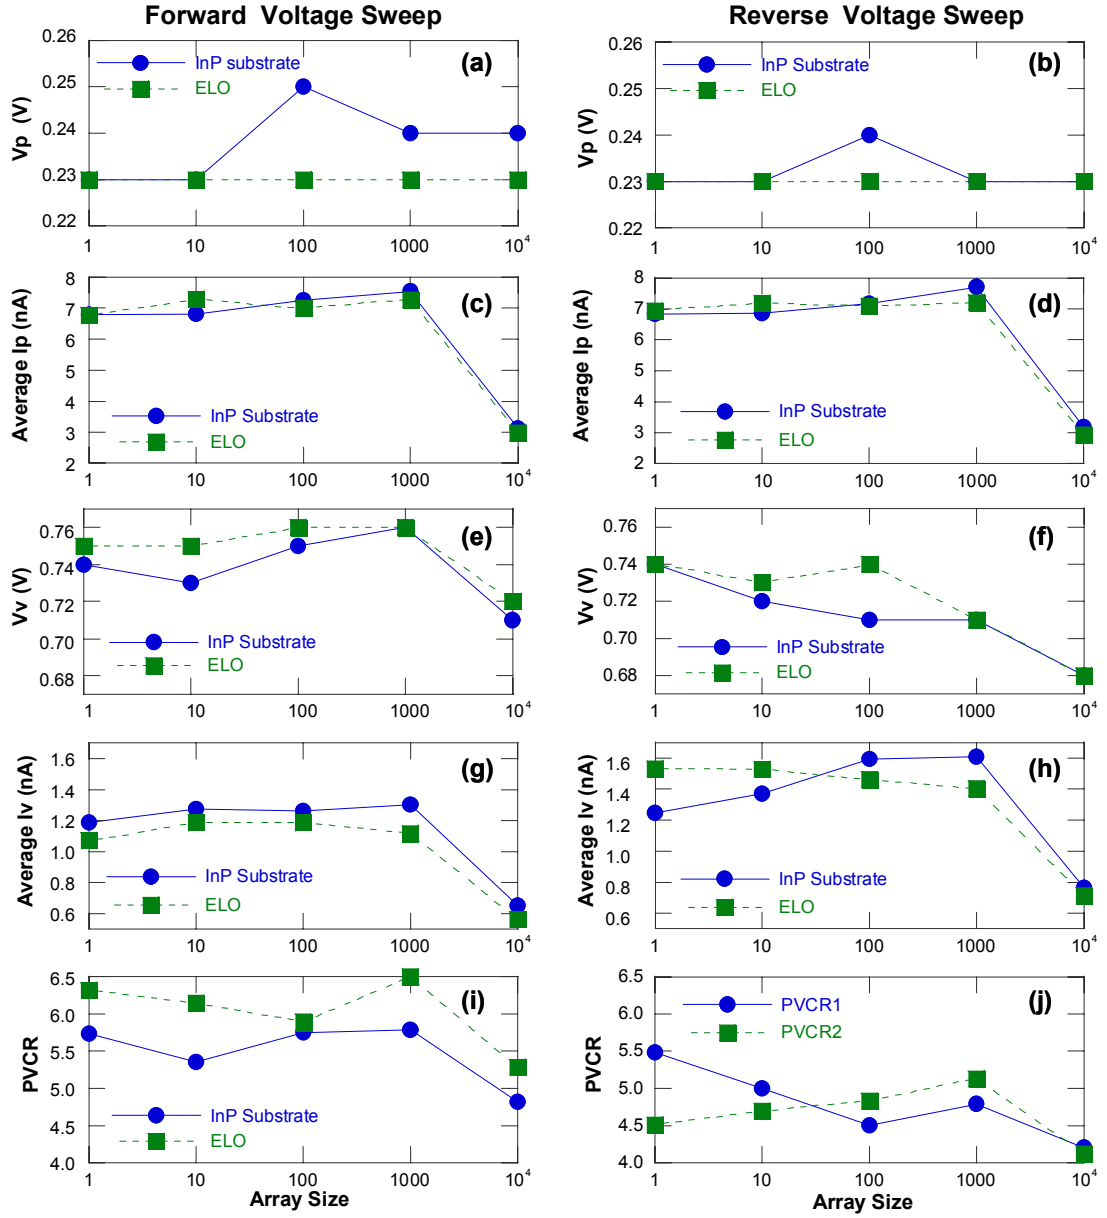 Forward Voltage Sweep
Reverse Voltage Sweep
0.26
0.25
0.24
0.23
0.22
Vp (V)
InP substrate
ELO
(a)
1 10 100 1000 10⁴
0.26
0.25
0.24
0.23
0.22
Vp (V)
InP Substrate
ELO
(b)
1 10 100 1000 10⁴
8
7
6
5
4
3
2
Average Ip (nA)
InP Substrate
ELO
(c)
1 10 100 1000 10⁴
8
7
6
5
4
3
2
Average Ip (nA)
InP Substrate
ELO
(d)
1 10 100 1000 10⁴
0.76
0.74
0.72
0.70
0.68
Vv (V)
InP Substrate
ELO
(e)
1 10 100 1000 10⁴
0.76
0.74
0.72
0.70
0.68
Vv (V)
InP Substrate
ELO
(f)
1 10 100 1000 10⁴
1.6
1.4
1.2
1.0
0.8
0.6
Average Iv (nA)
InP Substrate
ELO
(g)
1 10 100 1000 10⁴
1.6
1.4
1.2
1.0
0.8
0.6
Average Iv (nA)
InP Substrate
ELO
(h)
1 10 100 1000 10⁴
6.5
6.0
5.5
5.0
4.5
4.0
PVCR
InP Substrate
ELO
(i)
1 10 100 1000 10⁴
Array Size
6.5
6.0
5.5
5.0
4.5
4.0
PVCR
PVCR1
PVCR2
(j)
1 10 100 1000 10⁴
Array Size